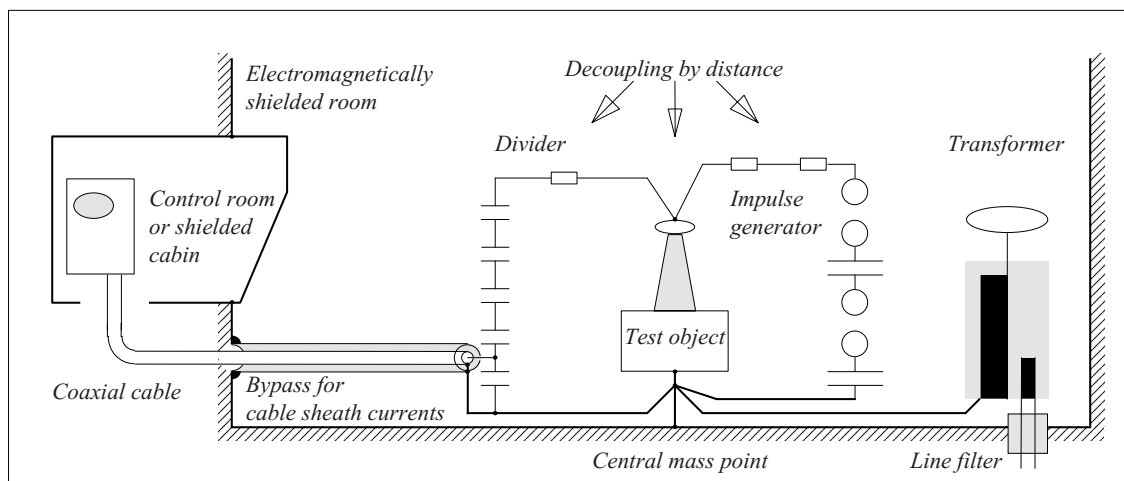 Electromagnetically
shielded room
Decoupling by distance
Divider
Transformer
Control room
or shielded
cabin
Impulse
generator
Test object
Coaxial cable
Bypass for
cable sheath currents
Central mass point
Line filter